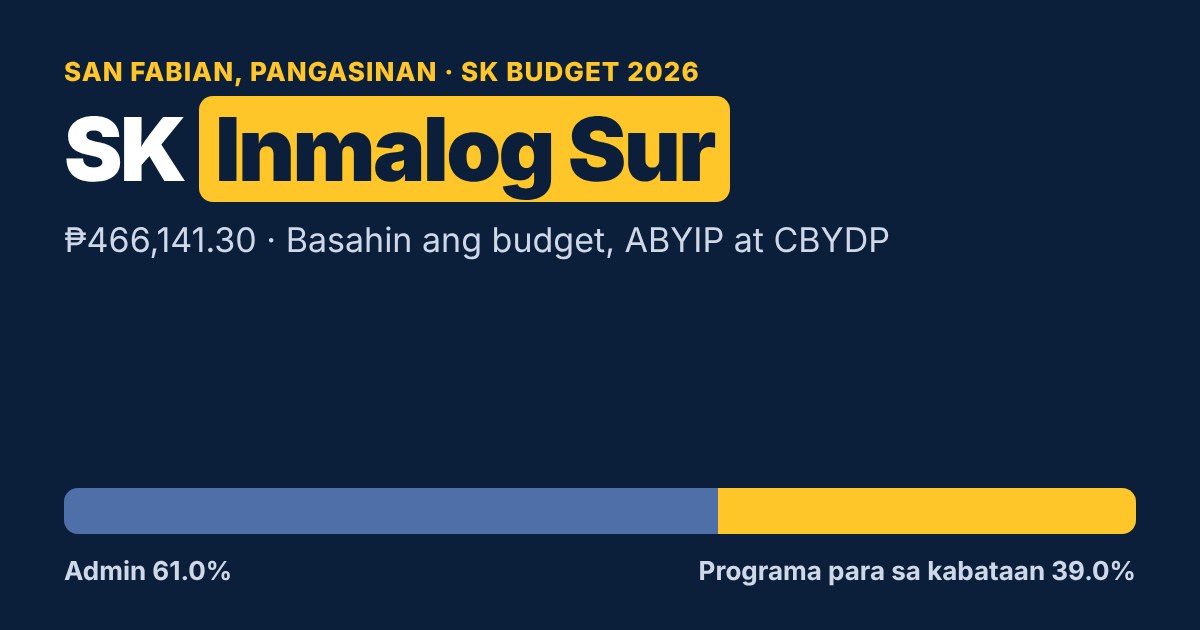 SAN FABIAN, PANGASINAN · SK BUDGET 2026
SK Inmalog Sur
₱466,141.30 · Basahin ang budget, ABYIP at CBYDP
Admin 61.0%
Programa para sa kabataan 39.0%